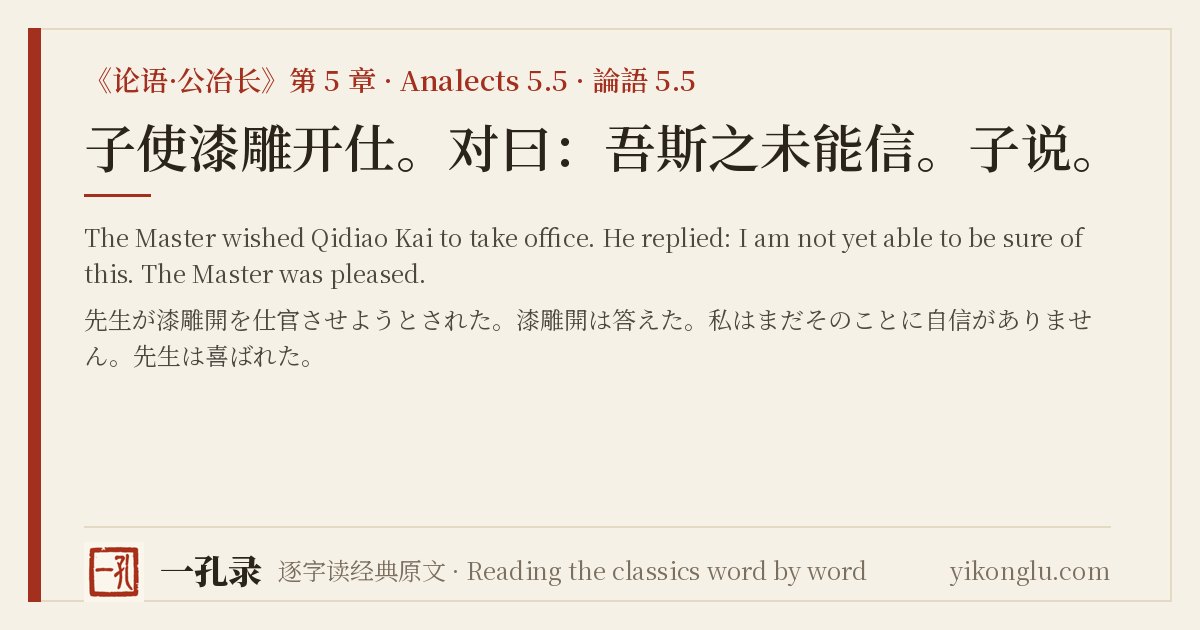 《论语·公冶长》第 5 章 · Analects 5.5 · 論語 5.5
子使漆雕开仕。对曰：吾斯之未能信。子说。
The Master wished Qidiao Kai to take office. He replied: I am not yet able to be sure of
this. The Master was pleased.
先生が漆雕開を仕官させようとされた。漆雕開は答えた。私はまだそのことに自信がありませ
ん。先生は喜ばれた。
一孔
一孔录 逐字读经典原文 · Reading the classics word by word yikonglu.com